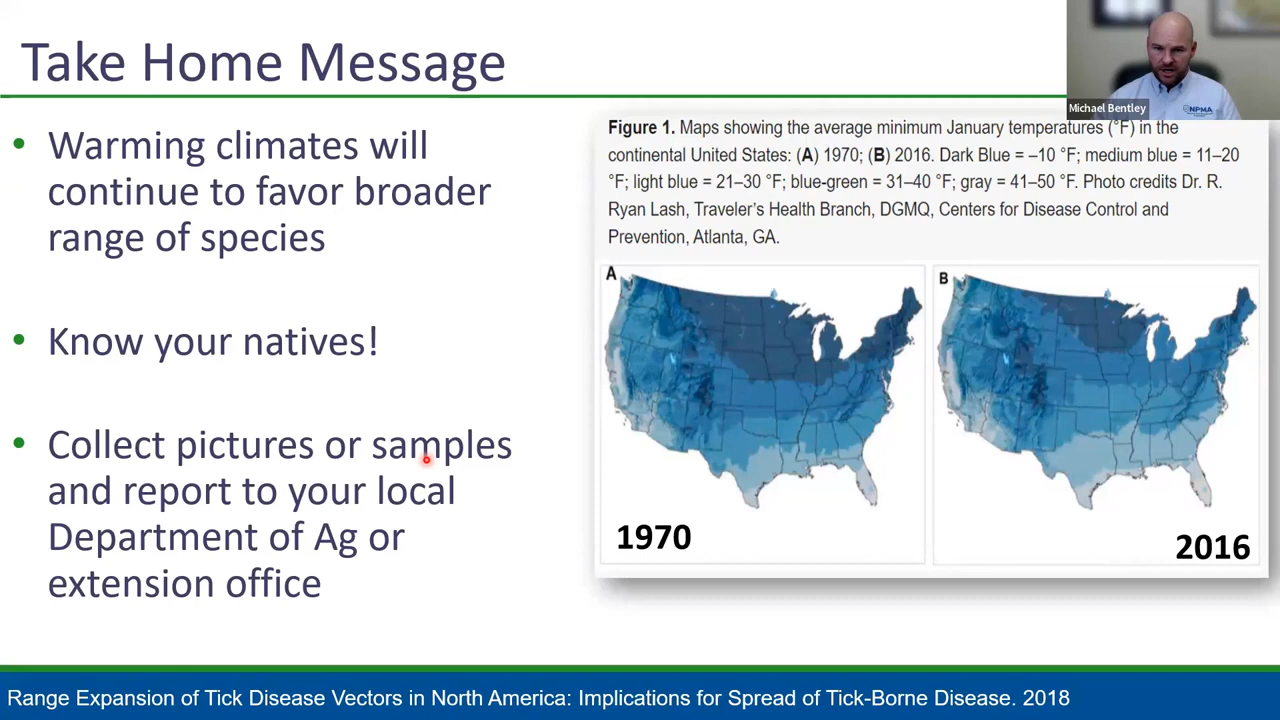 Take Home Message
NPMA
Michael Bentley
• Warming climates will
continue to favor broader
range of species
• Know your natives!
• Collect pictures or samples
and report to your local
Department of Ag or
extension office
Figure 1. Maps showing the average minimum January temperatures (°F) in the
continental United States: (A) 1970; (B) 2016. Dark Blue = –10 °F; medium blue = 11–20
°F; light blue = 21–30 °F; blue-green = 31–40 °F; gray = 41–50 °F. Photo credits Dr. R.
Ryan Lash, Traveler’s Health Branch, DGMQ, Centers for Disease Control and
Prevention, Atlanta, GA.
A
B
1970
2016
Range Expansion of Tick Disease Vectors in North America: Implications for Spread of Tick-Borne Disease. 2018